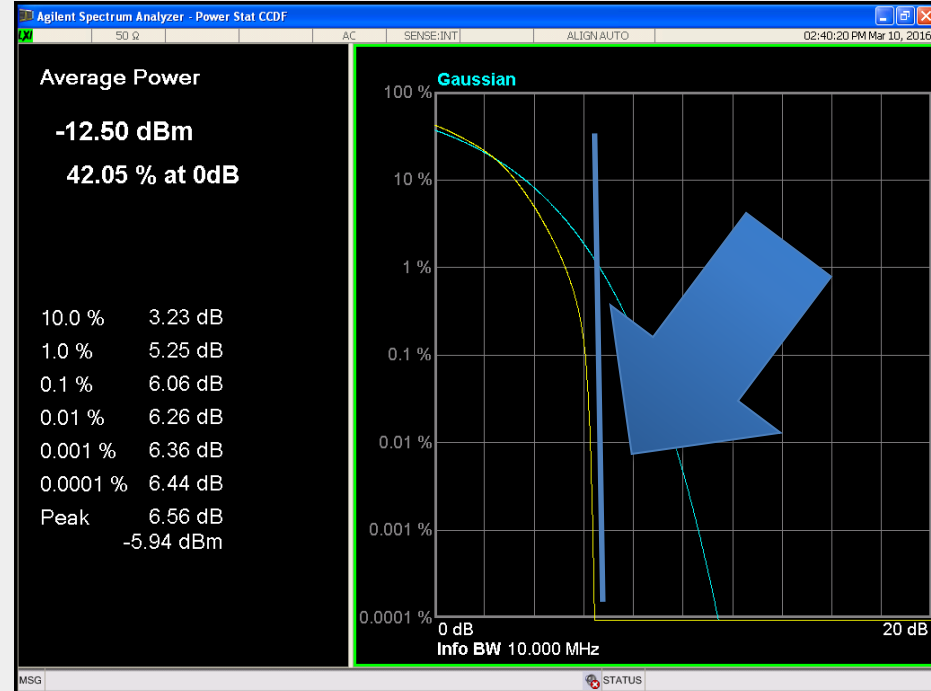 Agilent Spectrum Analyzer - Power Stat CCDF
LXI 50 Ω AC SENSE:INT ALIGN AUTO 02:40:20 PM Mar 10, 2016
Average Power
-12.50 dBm
42.05 % at 0dB
10.0 % 3.23 dB
1.0 % 5.25 dB
0.1 % 6.06 dB
0.01 % 6.26 dB
0.001 % 6.36 dB
0.0001 % 6.44 dB
Peak 6.56 dB
-5.94 dBm
Gaussian
100 %
10 %
1 %
0.1 %
0.01 %
0.001 %
0.0001 %
0 dB 20 dB
Info BW 10.000 MHz
MSG STATUS